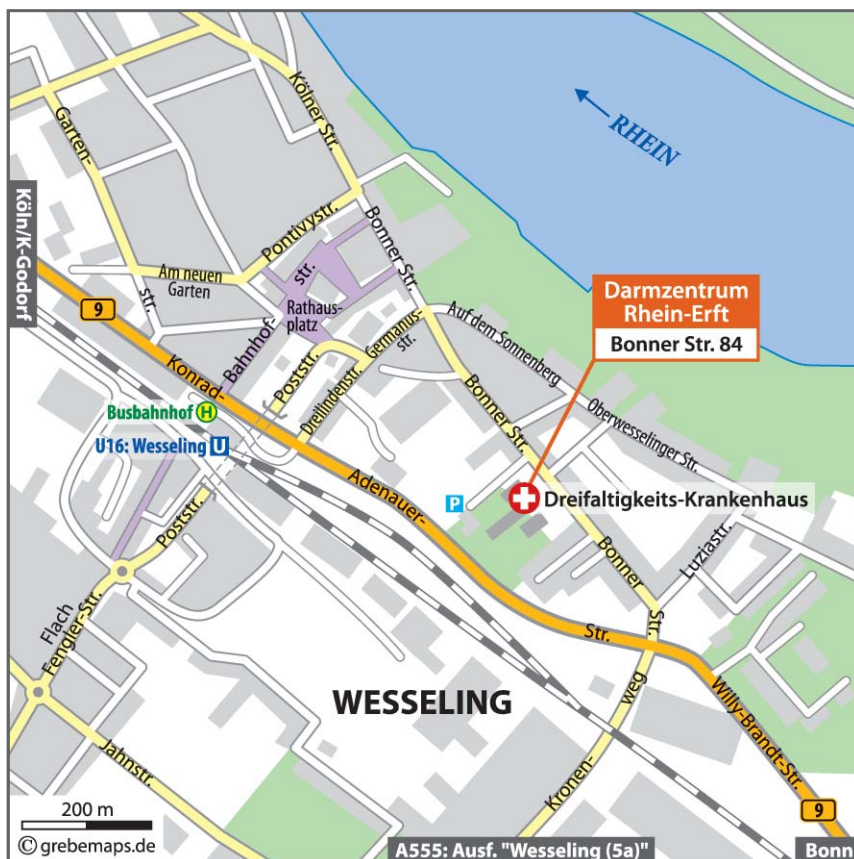 Kölner Str.
Garten-
str.
RHEIN
Köln/K-Godorf
Pontivystr.
Bonner Str.
Am neuen
Garten
Bahnhof-
str.
Rathaus-
platz
Germanus-
str.
Auf dem Sonnenberg
Darmzentrum
Rhein-Erft
Bonner Str. 84
9
Konrad-
Poststr.
Dreilindenstr.
Bonner Str.
Oberwesselinger Str.
Busbahnhof H
U16: Wesseling U
Adenauer-
P
Dreifaltigkeits-Krankenhaus
Poststr.
Bonner
Str.
Luziastr.
Flach
Fengler-Str.
Str.
WESSELING
Willy-Brandt-Str.
Kronen-
weg
Jahnstr.
200 m
9
© grebemaps.de
A555: Ausf. "Wesseling (5a)"
Bonn